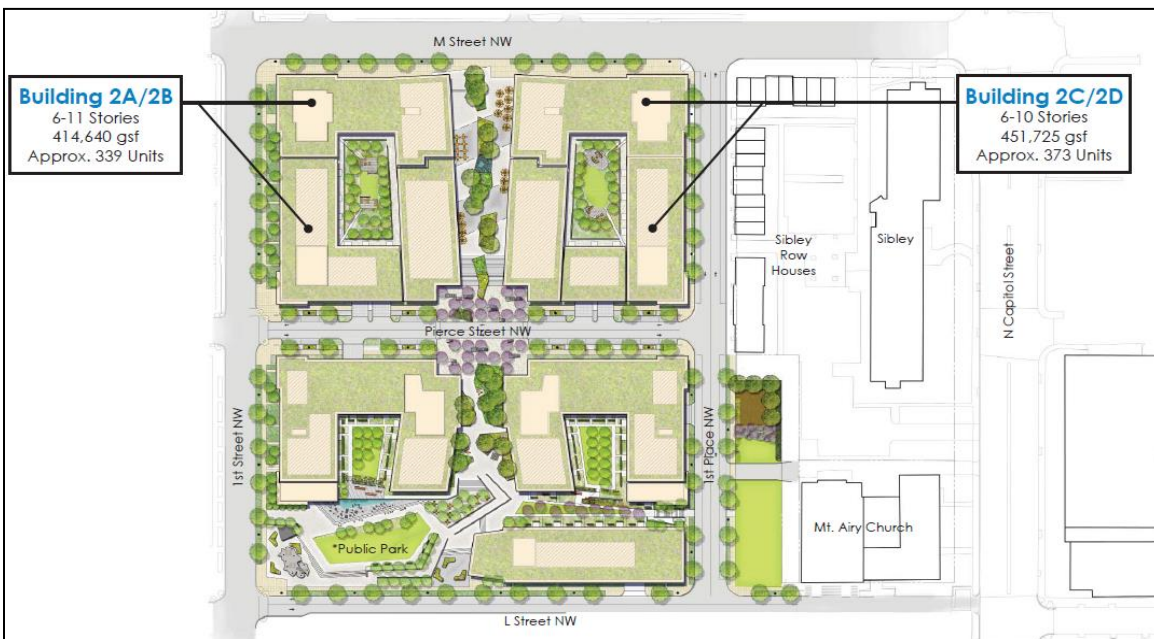 M Street NW
Building 2A/2B
6-11 Stories
414,640 gsf
Approx. 339 Units
Building 2C/2D
6-10 Stories
451,725 gsf
Approx. 373 Units
Sibley
Row
Houses
Sibley
N Capitol Street
Pierce Street NW
1st Street NW
1st Place NW
Mt. Airy Church
*Public Park
L Street NW